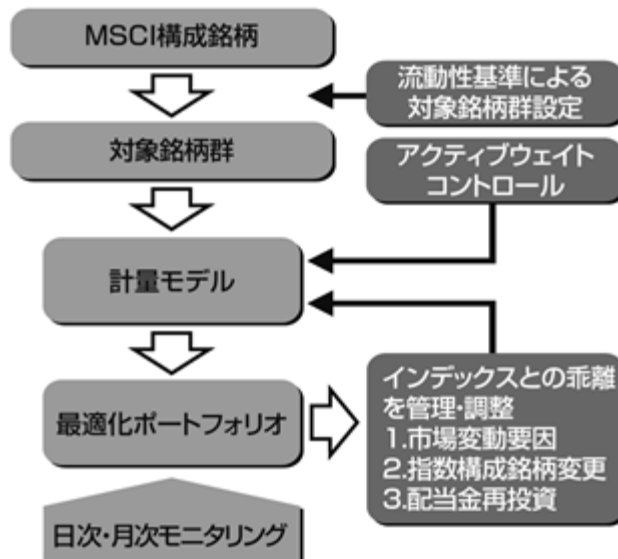 MSCI構成銘柄
流動性基準による
対象銘柄群設定
対象銘柄群
アクティブウェイト
コントロール
計量モデル
最適化ポートフォリオ
インデックスとの乖離
を管理・調整
1.市場変動要因
2.指数構成銘柄変更
3.配当金再投資
日次・月次モニタリング